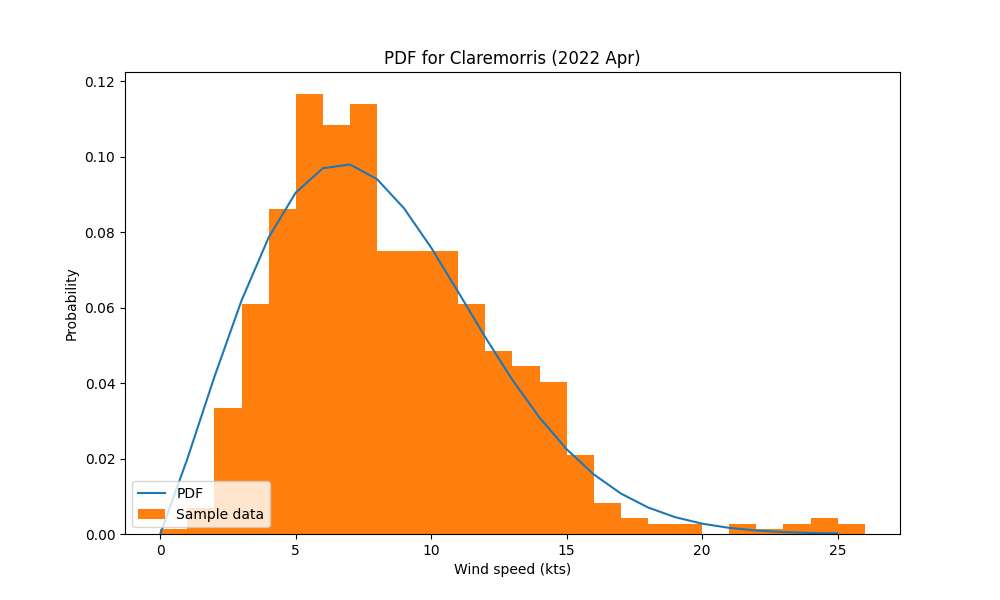 PDF for Claremorris (2022 Apr)
0.12
0.10
0.08
0.06
0.04
0.02
0.00
Probability
PDF
Sample data
0
5
10
15
20
25
Wind speed (kts)